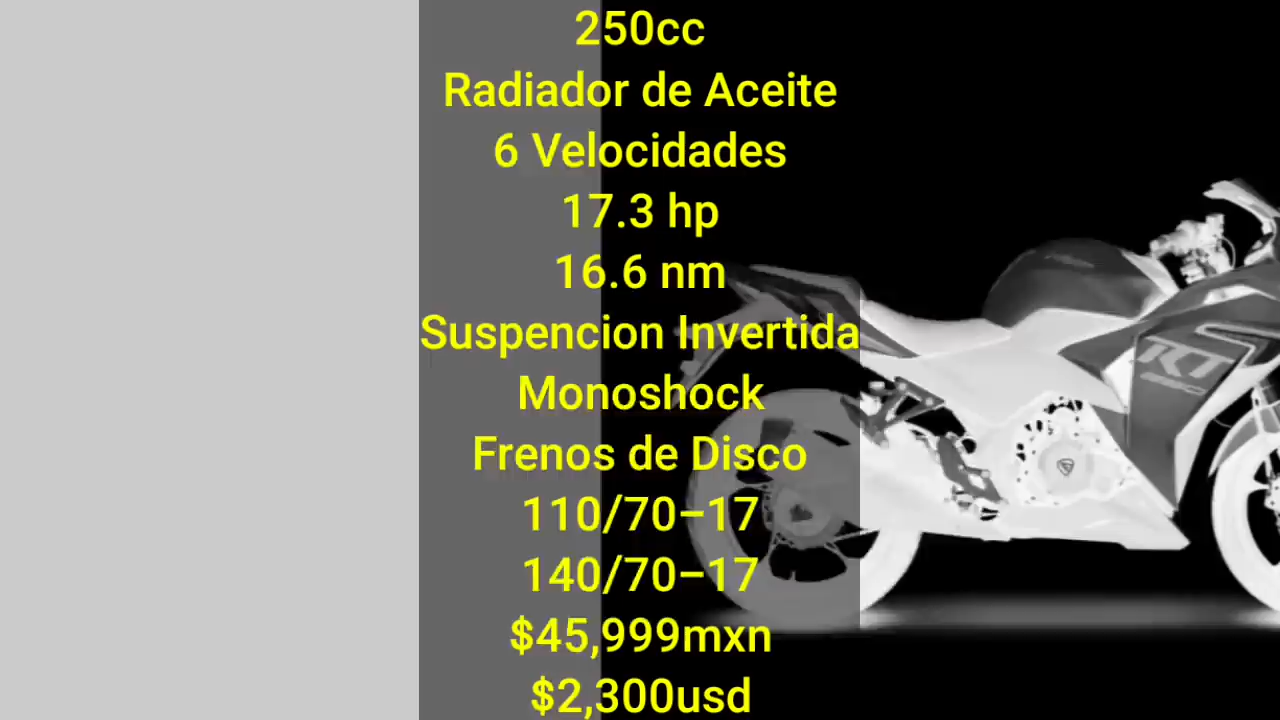 250cc
Radiador de Aceite
6 Velocidades
17.3 hp
16.6 nm
Suspencion Invertida
Monoshock
Frenos de Disco
110/70–17
140/70–17
$45,999mxn
$2,300usd